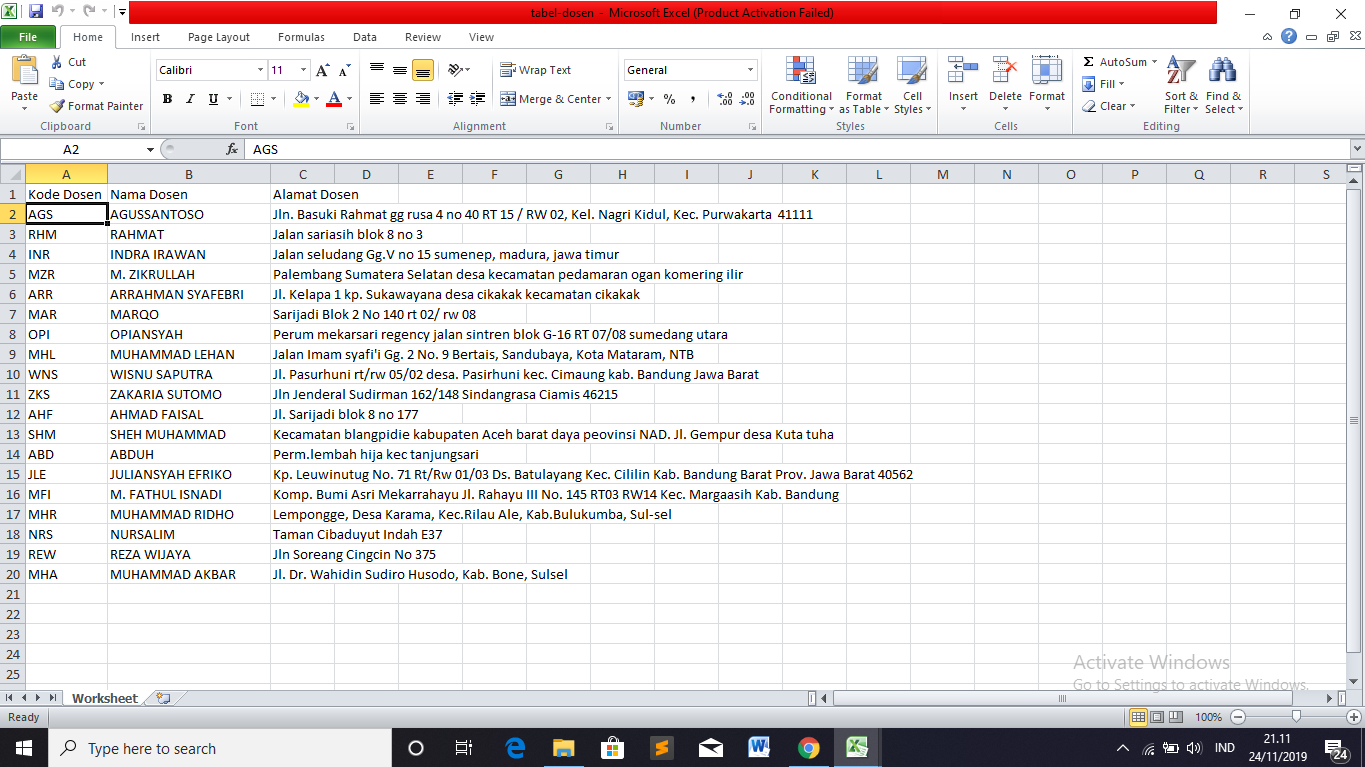 tabel-dosen - Microsoft Excel (Product Activation Failed)
File Home Insert Page Layout Formulas Data Review View
Paste Cut Copy Format Painter Clipboard
Calibri 11 B I U Font
Wrap Text Merge & Center Alignment
General % , Number
Conditional Formatting Format as Table Cell Styles Styles
Insert Delete Format Cells
AutoSum Fill Clear Sort & Filter Find & Select Editing
A2 fx AGS
A B C D E F G H I J K L M N O P Q R S
1 Kode Dosen Nama Dosen Alamat Dosen
2 AGS AGUSSANTOSO Jln. Basuki Rahmat gg rusa 4 no 40 RT 15 / RW 02, Kel. Nagri Kidul, Kec. Purwakarta 41111
3 RHM RAHMAT Jalan sariasih blok 8 no 3
4 INR INDRA IRAWAN Jalan seludang Gg.V no 15 sumenep, madura, jawa timur
5 MZR M. ZIKRULLAH Palembang Sumatera Selatan desa kecamatan pedamaran ogan komering ilir
6 ARR ARRAHMAN SYAFEBRI Jl. Kelapa 1 kp. Sukawayana desa cikakak kecamatan cikakak
7 MAR MARQO Sarijadi Blok 2 No 140 rt 02/ rw 08
8 OPI OPIANSYAH Perum mekarsari regency jalan sintren blok G-16 RT 07/08 sumedang utara
9 MHL MUHAMMAD LEHAN Jalan Imam syafi'i Gg. 2 No. 9 Bertais, Sandubaya, Kota Mataram, NTB
10 WNS WISNU SAPUTRA Jl. Pasurhuni rt/rw 05/02 desa. Pasirhuni kec. Cimaung kab. Bandung Jawa Barat
11 ZKS ZAKARIA SUTOMO Jln Jenderal Sudirman 162/148 Sindangrasa Ciamis 46215
12 AHF AHMAD FAISAL Jl. Sarijadi blok 8 no 177
13 SHM SHEH MUHAMMAD Kecamatan blangpidie kabupaten Aceh barat daya peovinsi NAD. Jl. Gempur desa Kuta tuha
14 ABD ABDUH Perm.lembah hija kec tanjungsari
15 JLE JULIANSYAH EFRIKO Kp. Leuwinutug No. 71 Rt/Rw 01/03 Ds. Batulayang Kec. Cililin Kab. Bandung Barat Prov. Jawa Barat 40562
16 MFI M. FATHUL ISNADI Komp. Bumi Asri Mekarrahayu Jl. Rahayu III No. 145 RT03 RW14 Kec. Margaasih Kab. Bandung
17 MHR MUHAMMAD RIDHO Lempongge, Desa Karama, Kec.Rilau Ale, Kab.Bulukumba, Sul-sel
18 NRS NURSALIM Taman Cibaduyut Indah E37
19 REW REZA WIJAYA Jln Soreang Cingcin No 375
20 MHA MUHAMMAD AKBAR Jl. Dr. Wahidin Sudiro Husodo, Kab. Bone, Sulsel
21
22
23
24
25
Activate Windows
Go to Settings to activate Windows.
Worksheet
Ready 100%
Type here to search
IND 21.11
24/11/2019 24